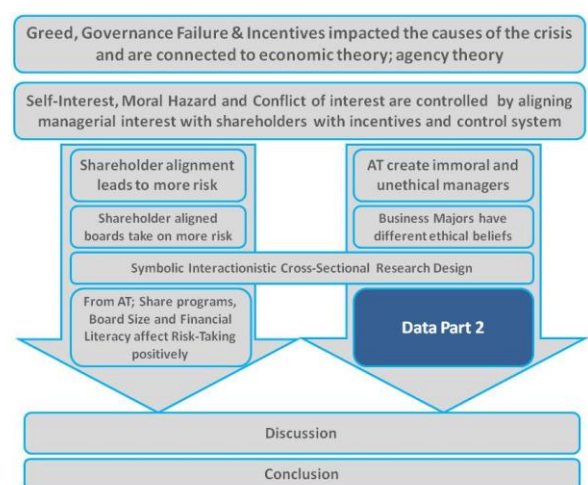 Greed, Governance Failure & Incentives impacted the causes of the crisis
and are connected to economic theory; agency theory
Self-Interest, Moral Hazard and Conflict of interest are controlled by aligning
managerial interest with shareholders with incentives and control system
Shareholder alignment
leads to more risk
AT create immoral and
unethical managers
Shareholder aligned
boards take on more risk
Business Majors have
different ethical beliefs
Symbolic Interactionistic Cross-Sectional Research Design
From AT; Share programs,
Board Size and Financial
Literacy affect Risk-Taking
positively
Data Part 2
Discussion
Conclusion